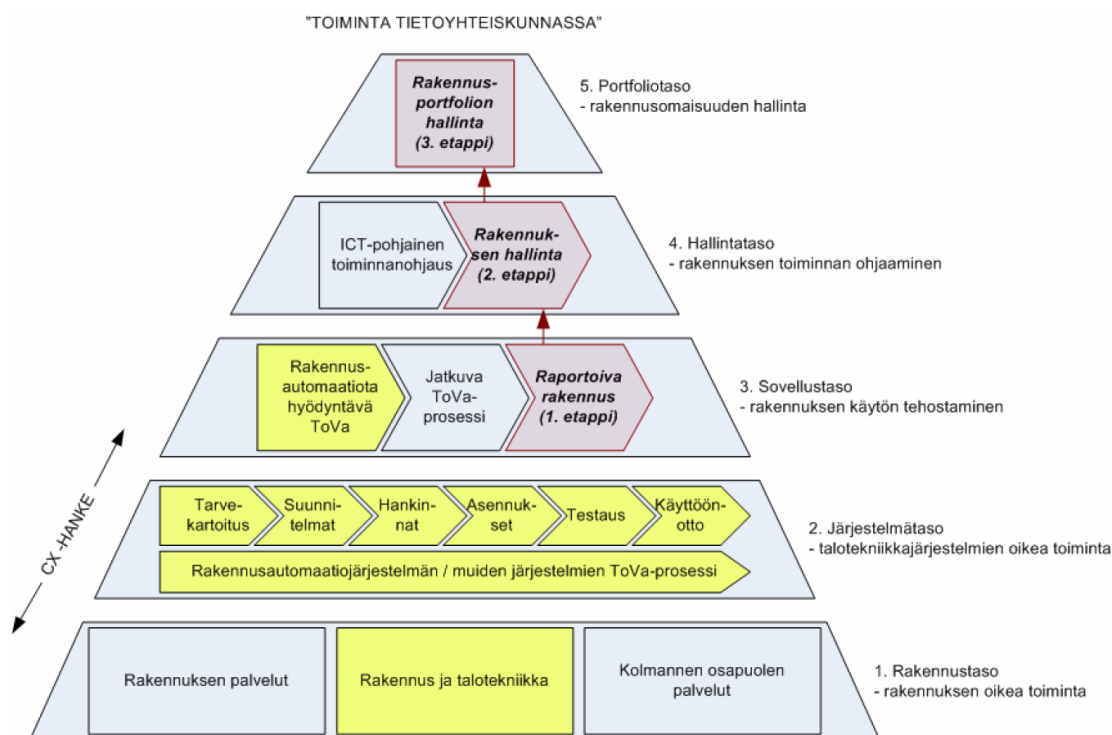 "TOIMINTA TIETOYHTEISKUNNASSA"
Rakennus-
portfolion
hallinta
(3. etappi)
5. Portfoliotaso
- rakennusomaisuuden hallinta
ICT-pohjainen
toiminnanohjaus
Rakennuk-
sen hallinta
(2. etappi)
4. Hallintataso
- rakennuksen toiminnan ohjaaminen
Rakennus-
automaatiota
hyödyntävä
ToVa
Jatkuva
ToVa-
prosessi
Raportoiva
rakennus
(1. etappi)
3. Sovellustaso
- rakennuksen käytön tehostaminen
CX -HANKE
Tarve-
kartoitus
Suunni-
telmat
Hankin-
nat
Asennuk-
set
Testaus
Käyttöön-
otto
Rakennusautomaatiojärjestelmän / muiden järjestelmien ToVa-prosessi
2. Järjestelmätaso
- talotekniikkajärjestelmien oikea toiminta
Rakennuksen palvelut
Rakennus ja talotekniikka
Kolmannen osapuolen
palvelut
1. Rakennustaso
- rakennuksen oikea toiminta